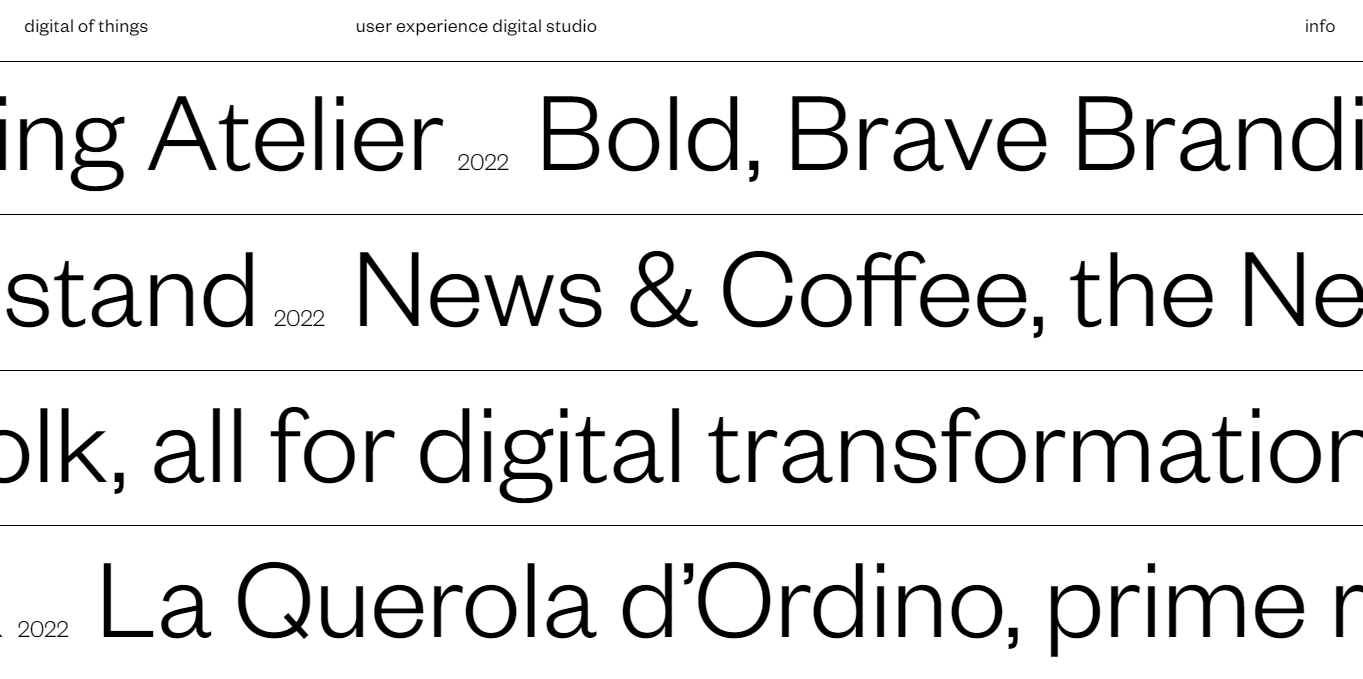 digital of things
user experience digital studio
info
ing Atelier 2022 Bold, Brave Brandi
stand 2022 News & Coffee, the Ne
olk, all for digital transformation
2022 La Querola d’Ordino, prime